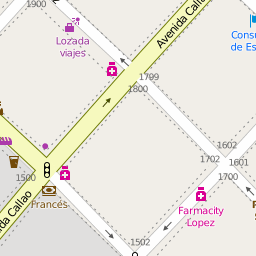 1900
Lozada
viajes
Avenida Callao
Consu
de Es
1799
1800
1602
1702
1601
1700
1500
da Callao
Francés
Farmacity
Lopez
1502